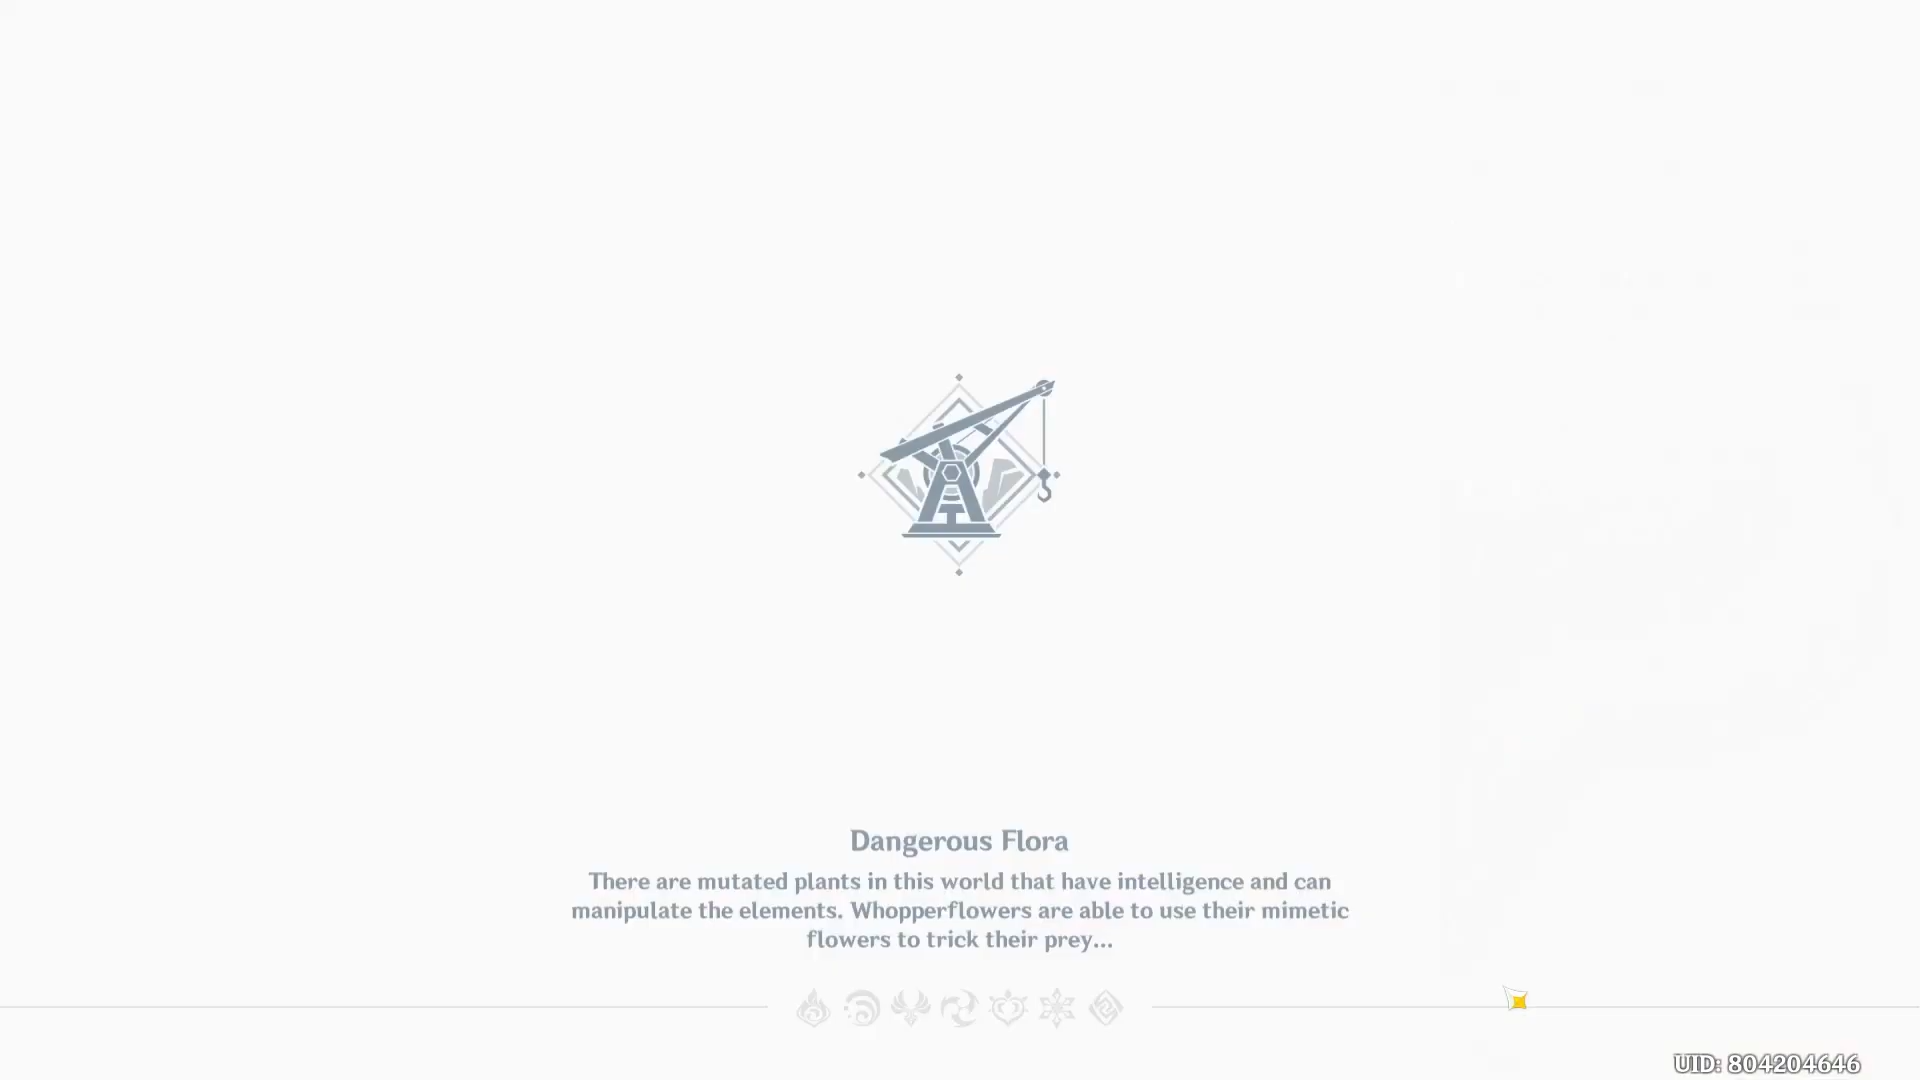 Dangerous Flora
There are mutated plants in this world that have intelligence and can
manipulate the elements. Whopperflowers are able to use their mimetic
flowers to trick their prey...
UID: 804204646